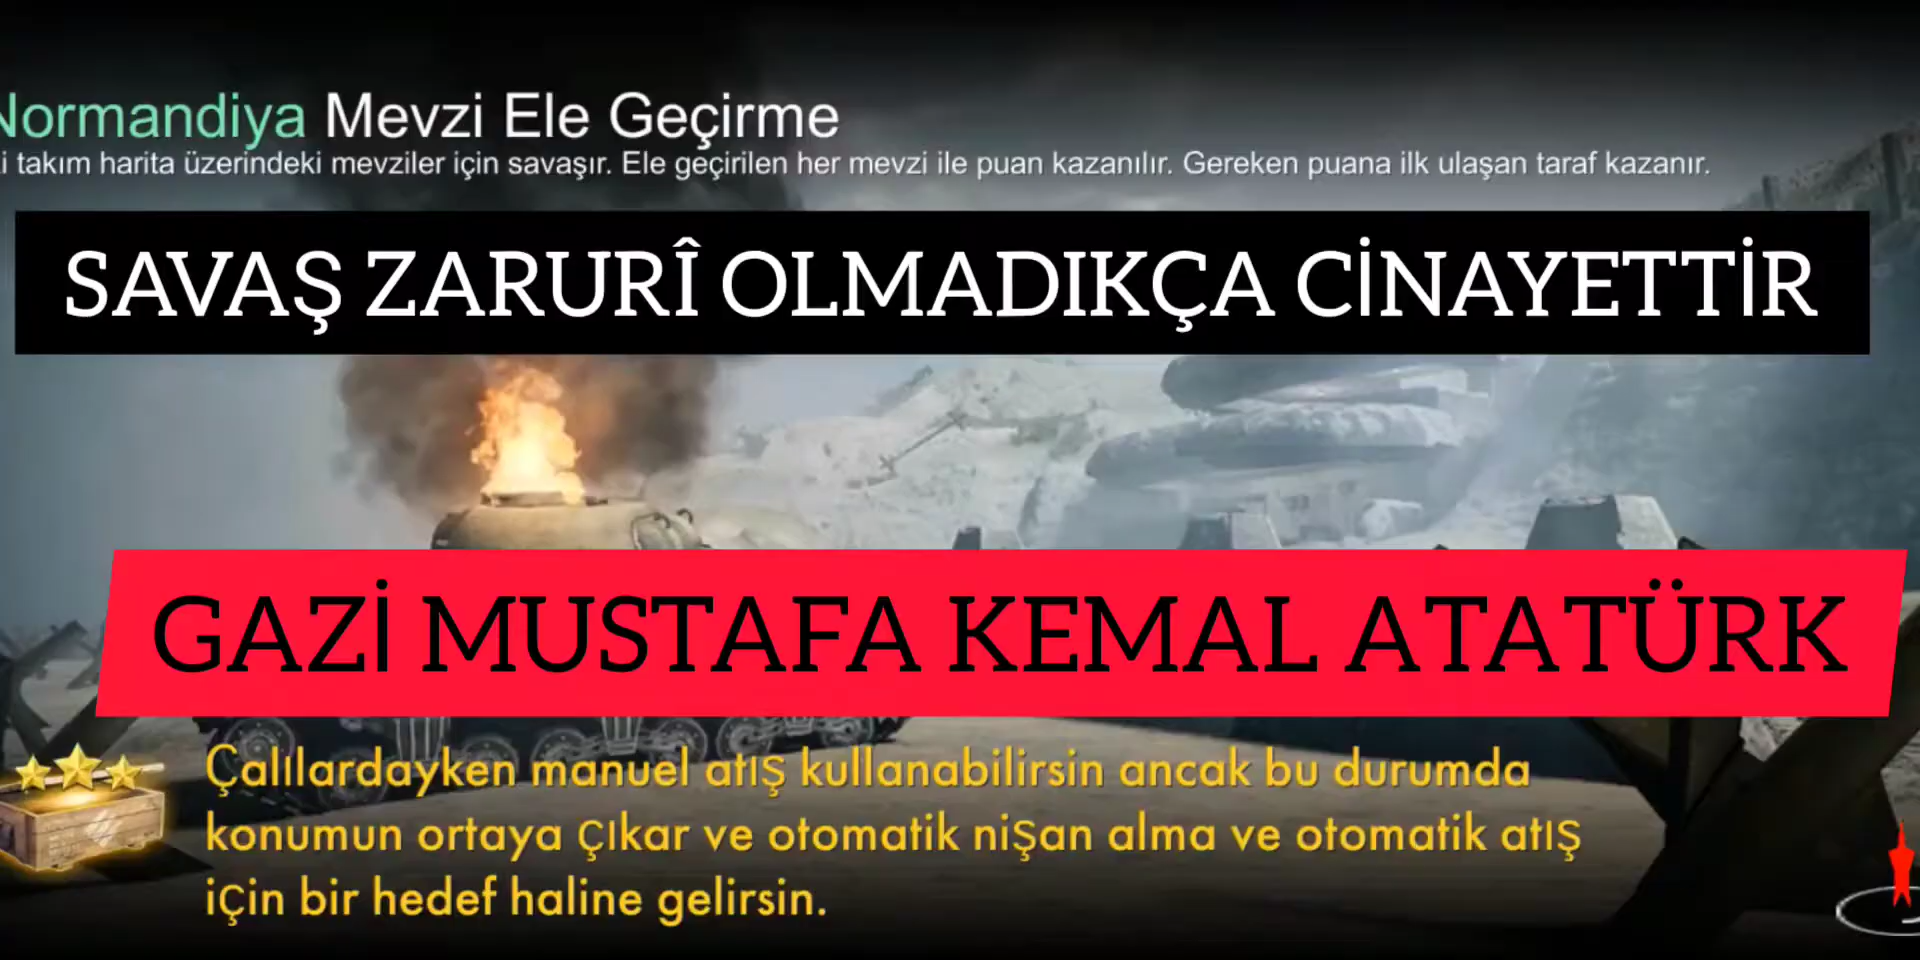 Normandiya Mevzi Ele Geçirme
takım harita üzerindeki mevziler için savaşır. Ele geçirilen her mevzi ile puan kazanılır. Gereken puana ilk ulaşan taraf kazanır.
SAVAŞ ZARURÎ OLMADIKÇA CİNAYETTİR
GAZİ MUSTAFA KEMAL ATATÜRK
Çalılardayken manuel atış kullanabilirsin ancak bu durumda
konumun ortaya çıkar ve otomatik nişan alma ve otomatik atış
için bir hedef haline gelirsin.